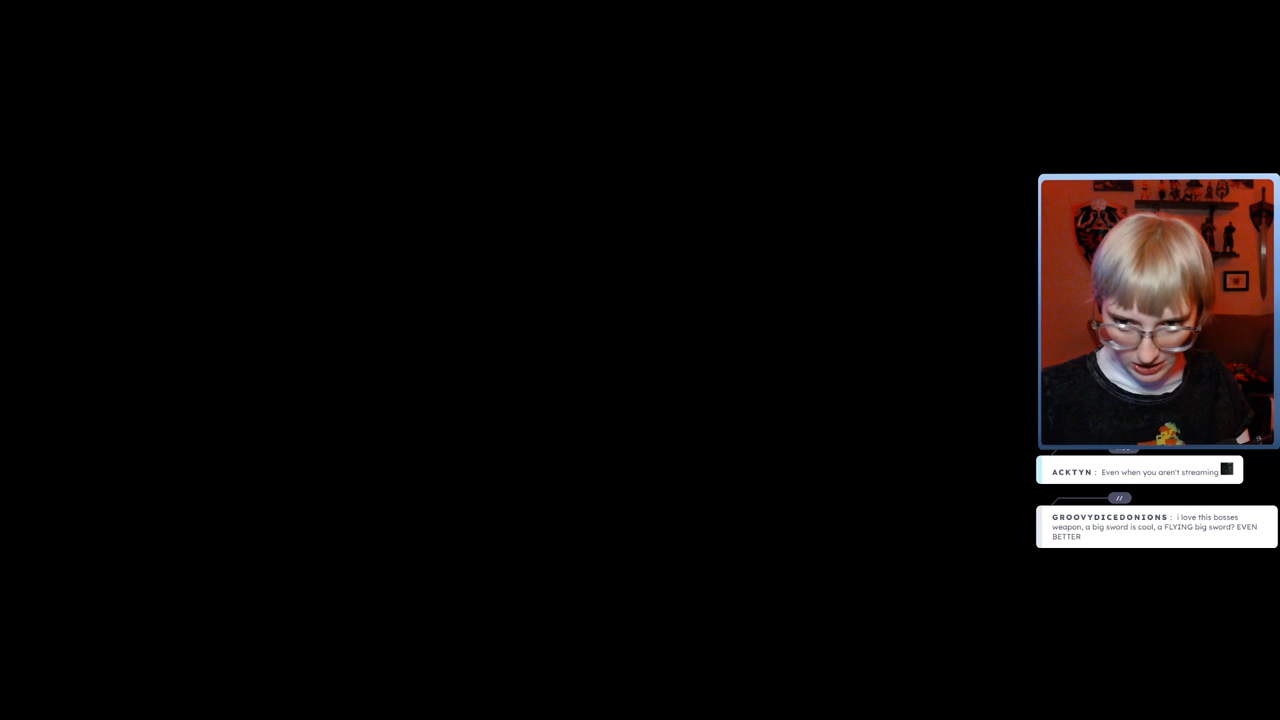 ACKTYN : Even when you aren't streaming
//
GROOVYDICEDONIONS : i love this bosses
weapon, a big sword is cool, a FLYING big sword? EVEN
BETTER